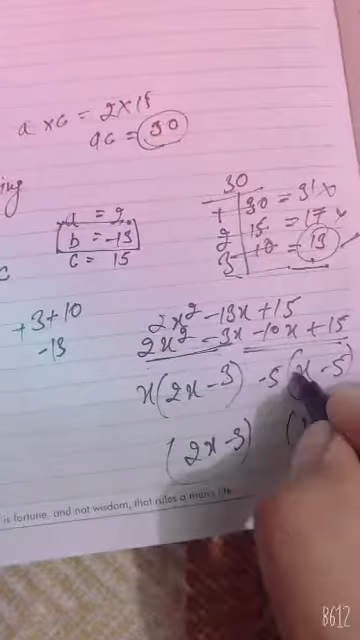 a x c = 2 x 15
ac = 30
ing
a = 2
b = -13
c = 15
c
30
1 30 = 31 x
2 15 = 17 x
3 10 = 13 ✓
+3+10
-13
2x² - 13x + 15
2x² - 3x - 10x + 15
x(2x - 3) -5(x - 5)
(2x - 3) (
is fortune, and not wisdom, that rules a man's life.
8612